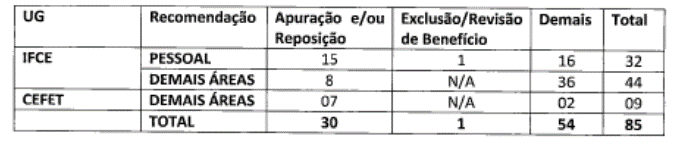 UG Recomendação Apuração e/ou Reposição Exclusão/Revisão de Benefício Demais Total
IFCE PESSOAL 15 1 16 32
DEMAIS ÁREAS 8 N/A 36 44
CEFET DEMAIS ÁREAS 07 N/A 02 09
TOTAL 30 1 54 85